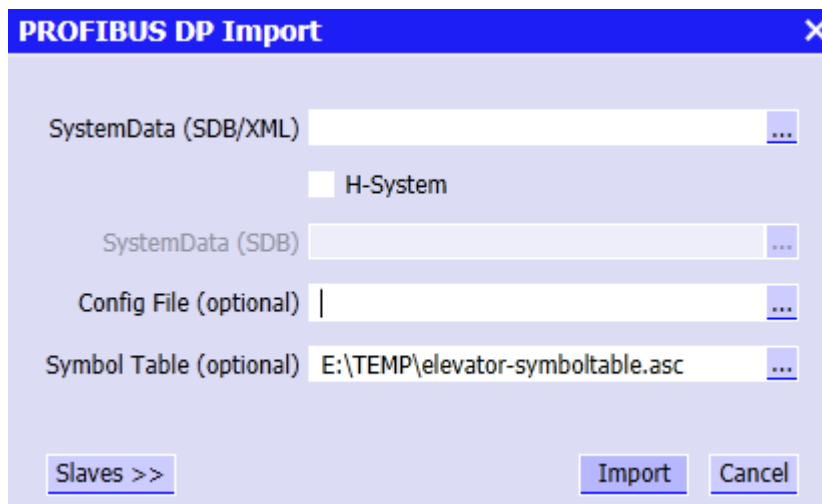 PROFIBUS DP Import
SystemData (SDB/XML) ...
H-System
SystemData (SDB) ...
Config File (optional) ...
Symbol Table (optional) E:\TEMP\elevator-symboltable.asc ...
Slaves >> Import Cancel